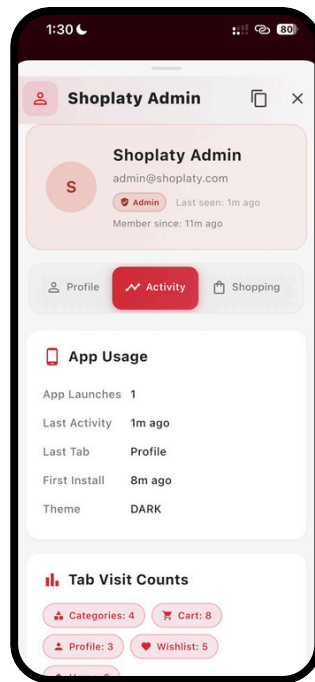 1:30
80
Shoplaty Admin
S
Shoplaty Admin
admin@shoplaty.com
Admin Last seen: 1m ago
Member since: 11m ago
Profile Activity Shopping
App Usage
App Launches 1
Last Activity 1m ago
Last Tab Profile
First Install 8m ago
Theme DARK
Tab Visit Counts
Categories: 4 Cart: 8
Profile: 3 Wishlist: 5